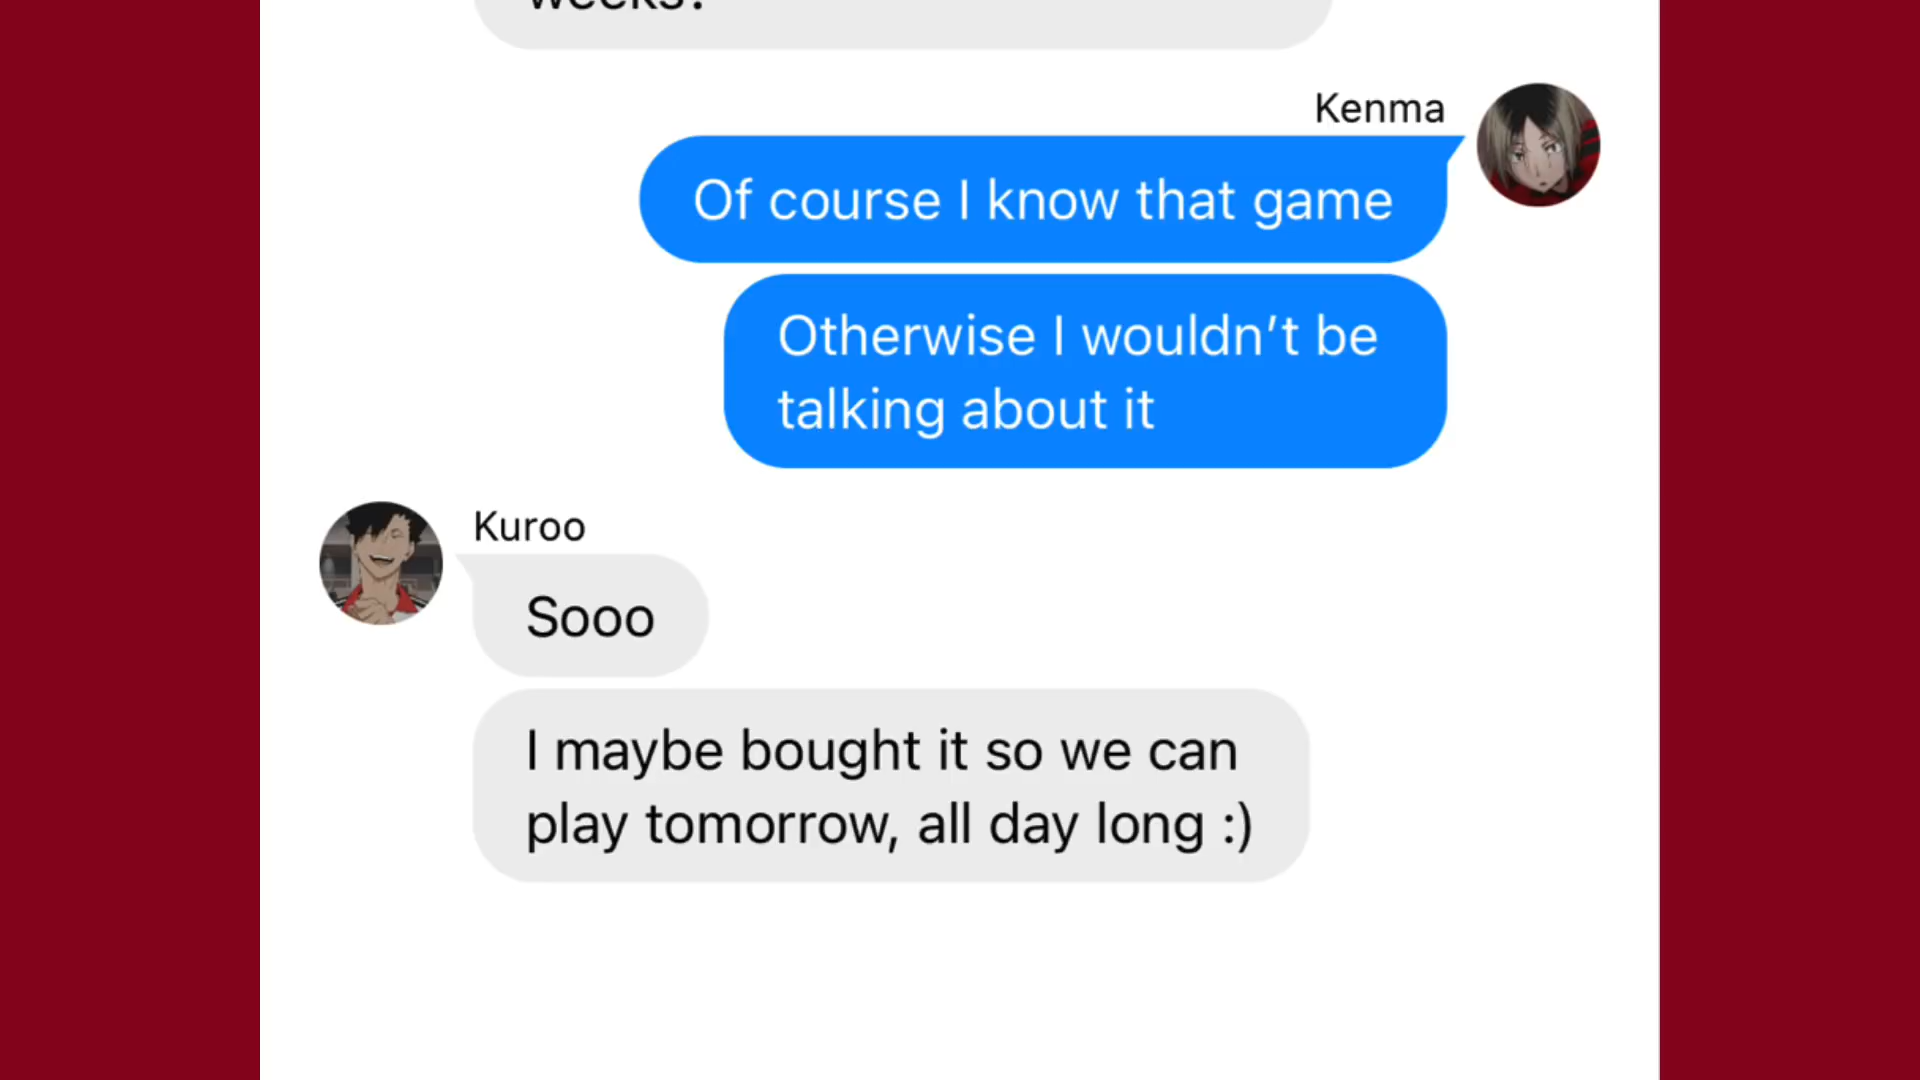 weeks?
Kenma
Of course I know that game
Otherwise I wouldn’t be
talking about it
Kuroo
Sooo
I maybe bought it so we can
play tomorrow, all day long :)